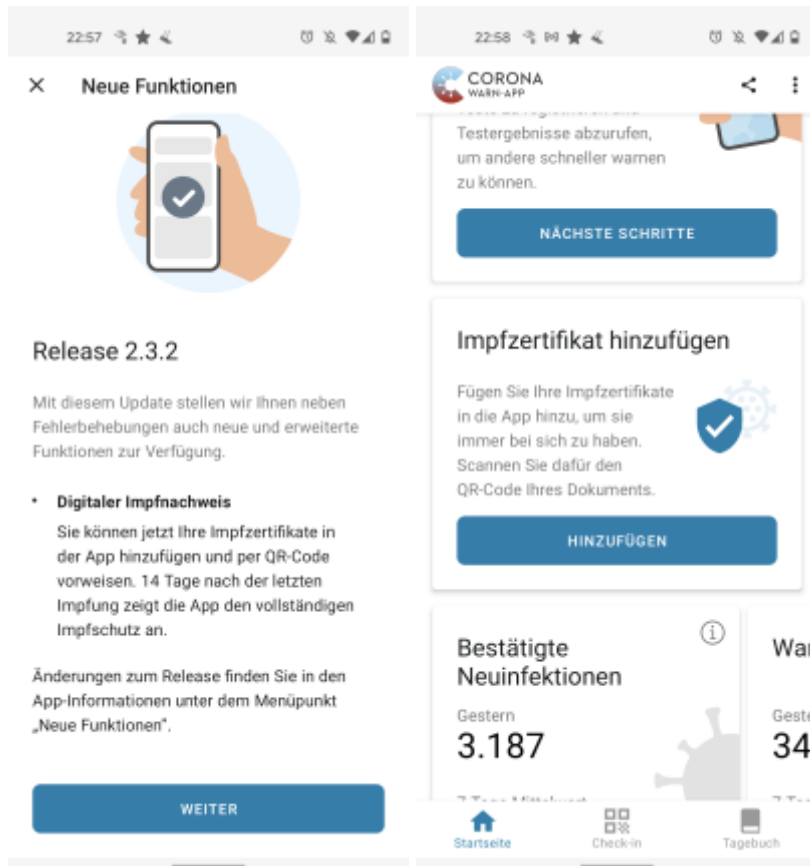 22:57
Neue Funktionen
Release 2.3.2
Mit diesem Update stellen wir Ihnen neben
Fehlerbehebungen auch neue und erweiterte
Funktionen zur Verfügung.
• Digitaler Impfnachweis
Sie können jetzt Ihre Impfzertifikate in
der App hinzufügen und per QR-Code
vorweisen. 14 Tage nach der letzten
Impfung zeigt die App den vollständigen
Impfschutz an.
Änderungen zum Release finden Sie in den
App-Informationen unter dem Menüpunkt
„Neue Funktionen".
WEITER
22:58
CORONA
WARN-APP
Testergebnisse abzurufen,
um andere schneller warnen
zu können.
NÄCHSTE SCHRITTE
Impfzertifikat hinzufügen
Fügen Sie Ihre Impfzertifikate
in die App hinzu, um sie
immer bei sich zu haben.
Scannen Sie dafür den
QR-Code Ihres Dokuments.
HINZUFÜGEN
Bestätigte
Neuinfektionen
Gestern
3.187
War
Geste
34
Startseite
Check-in
Tagebuch